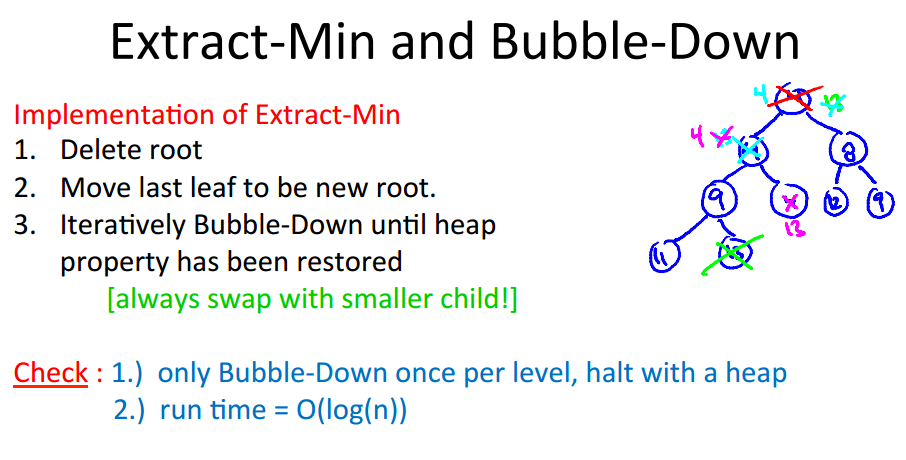 Extract-Min and Bubble-Down
Implementation of Extract-Min
1. Delete root
2. Move last leaf to be new root.
3. Iteratively Bubble-Down until heap
property has been restored
[always swap with smaller child!]
Check : 1.) only Bubble-Down once per level, halt with a heap
2.) run time = O(log(n))
4
13
4
8
9
12
9
13
11